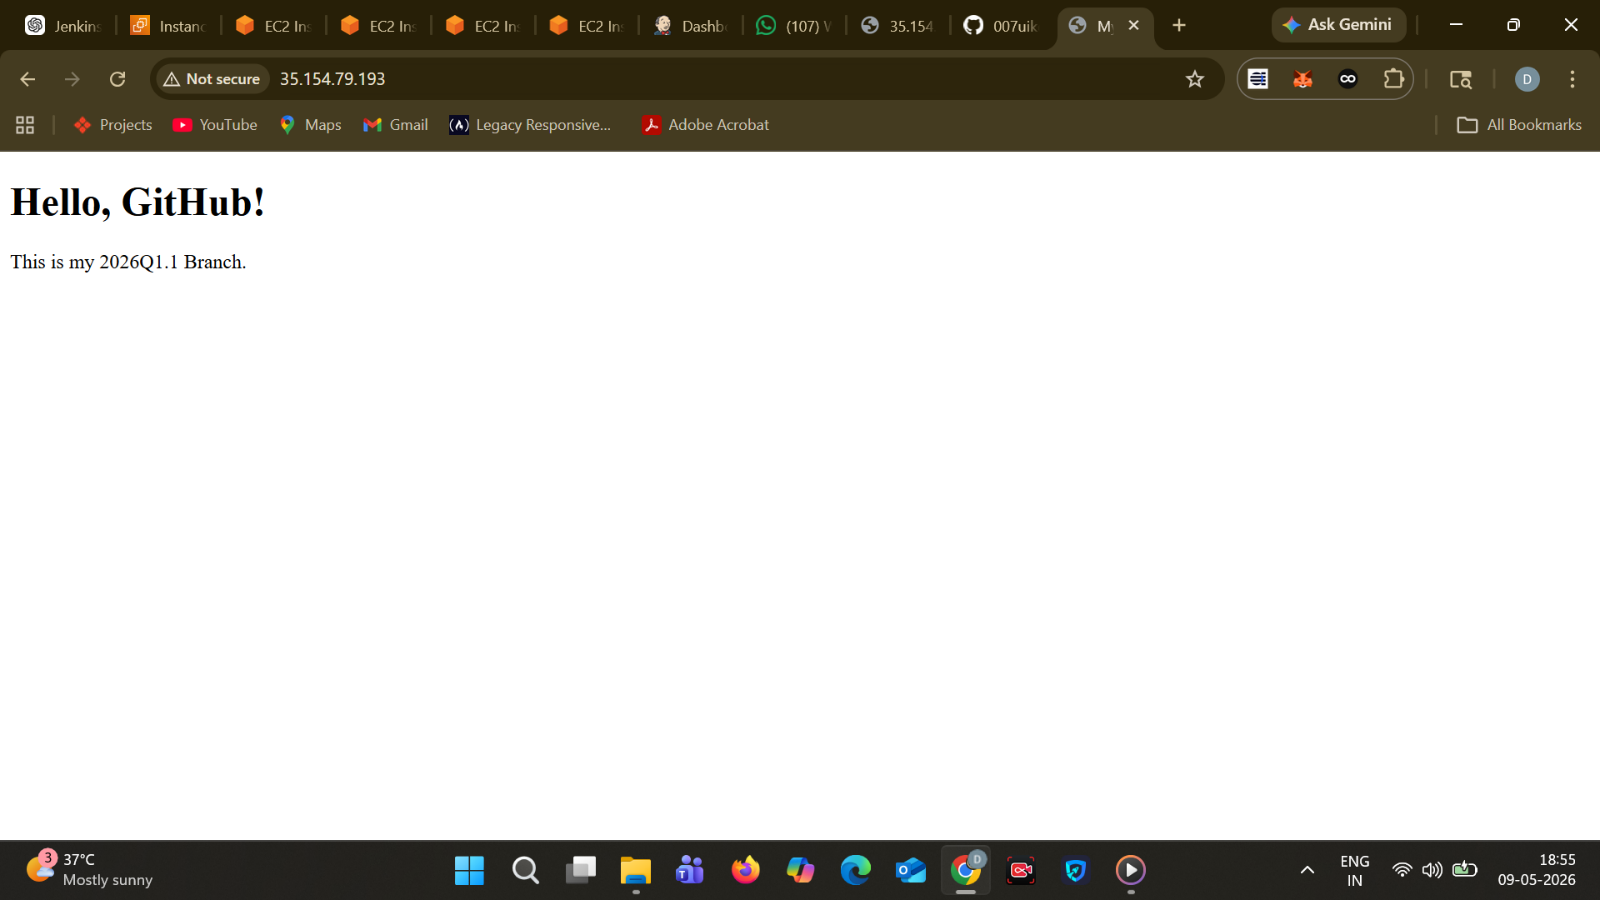 Jenkins
Instanc
EC2 Ins
EC2 Ins
EC2 Ins
EC2 Ins
Dashb
(107)
35.154
007uik
M
Ask Gemini
Not secure
35.154.79.193
D
Projects
YouTube
Maps
Gmail
Legacy Responsive...
Adobe Acrobat
All Bookmarks
Hello, GitHub!
This is my 2026Q1.1 Branch.
3
37°C
Mostly sunny
D
ENG
IN
18:55
09-05-2026